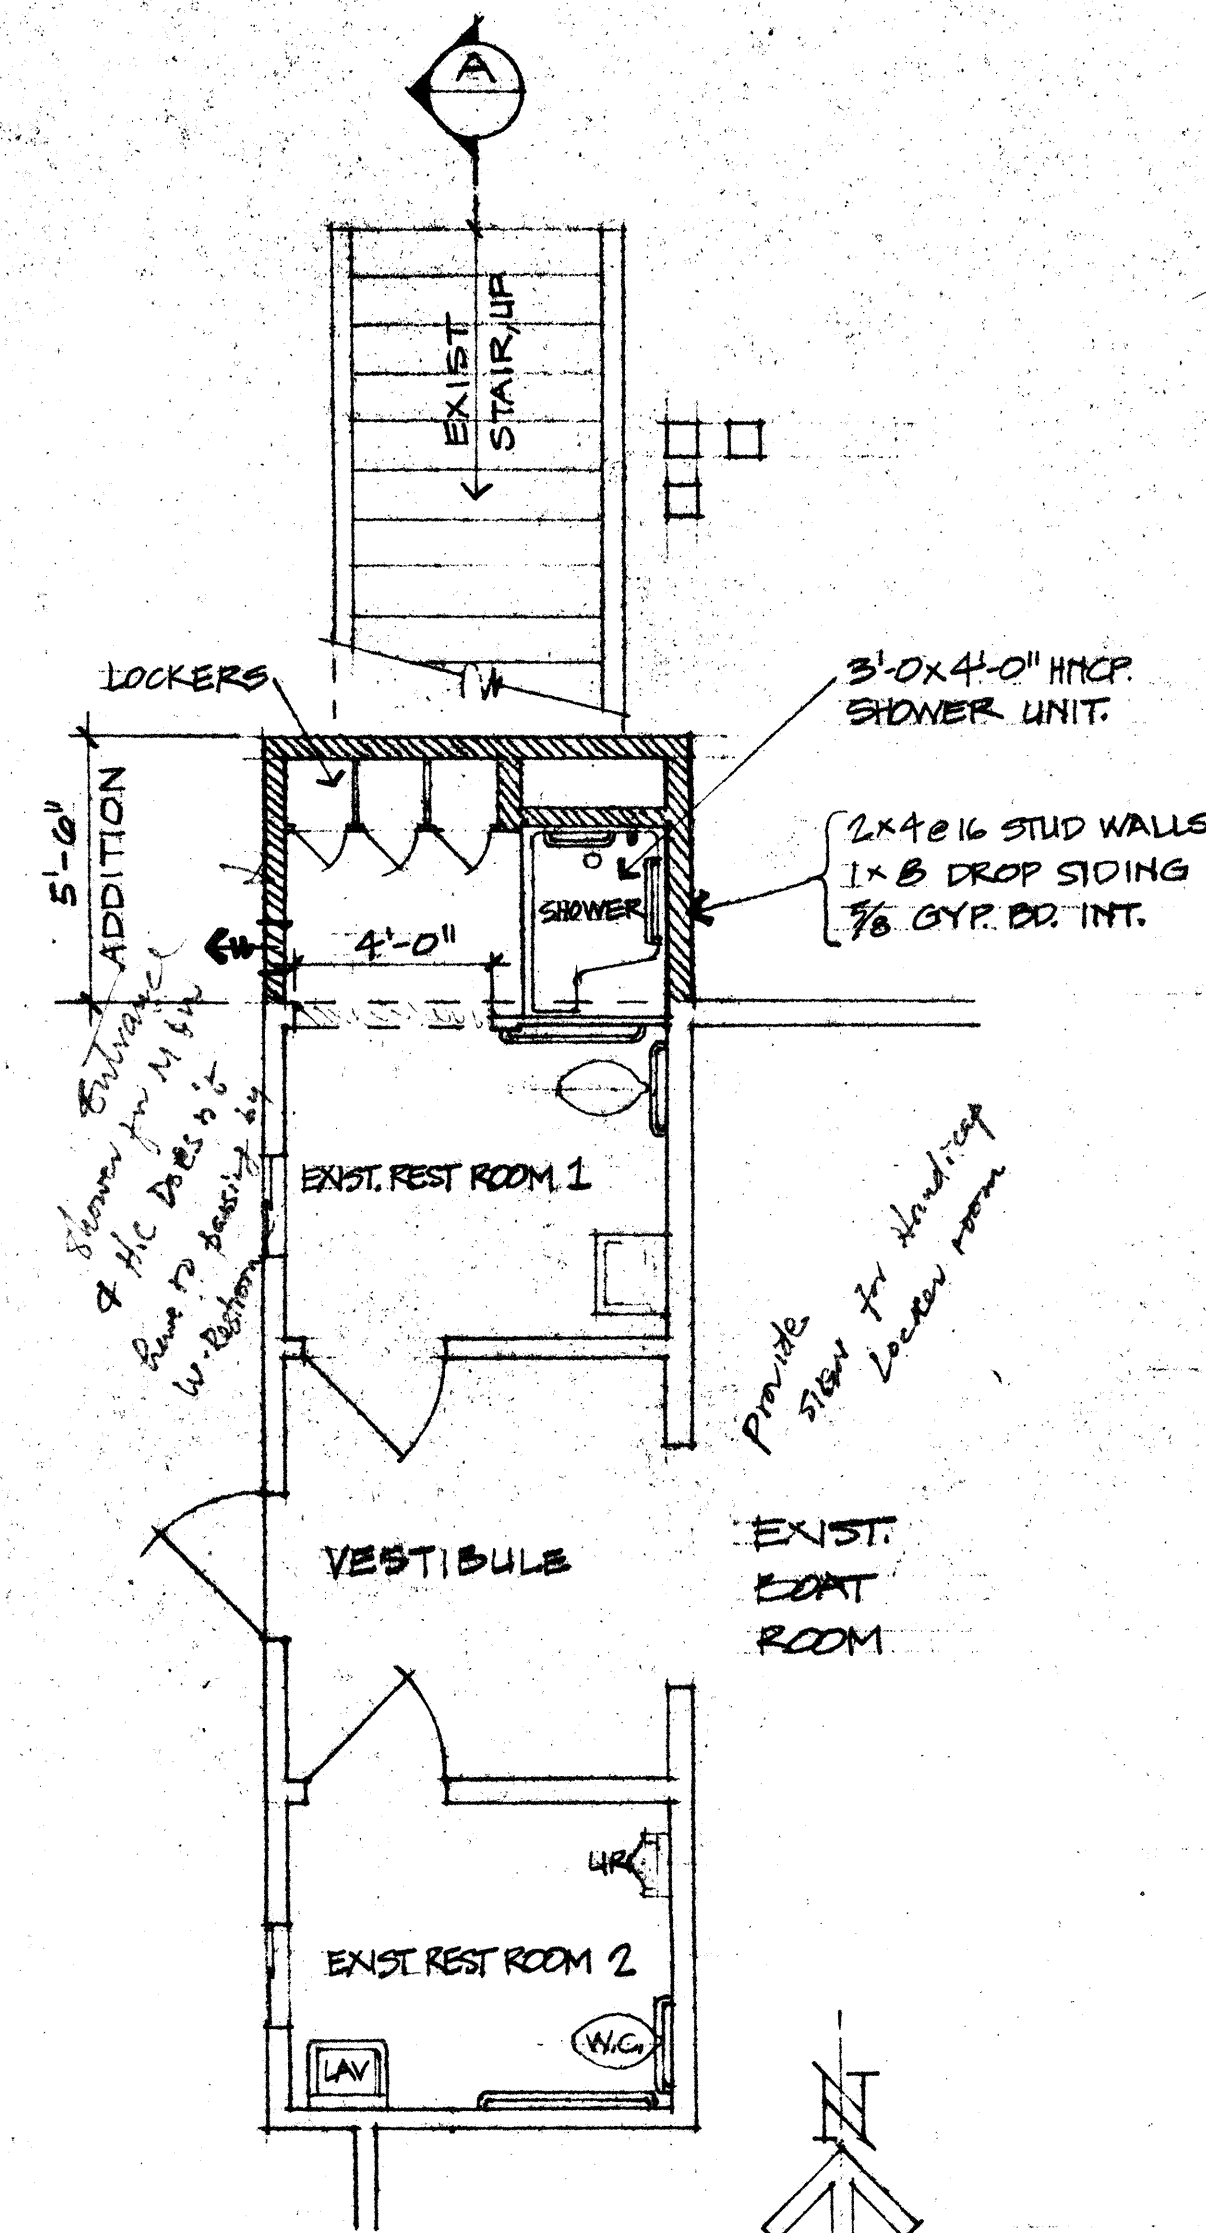 A
EXIST
STAIR, UP
LOCKERS
3'-0x4'-0" HNCP.
SHOWER UNIT.
5'-6"
ADDITION
2x4@16 STUD WALLS
1x8 DROP SIDING
5/8 GYP. BD. INT.
SHOWER
4'-0"
Entrance
Shower for M & W
& H.C Does n't
have to passing by
W. Restroom
EXIST. REST ROOM 1
Provide
SIGN for Handicap
Locker room
VESTIBULE
EXIST.
BOAT
ROOM
UR
EXIST REST ROOM 2
W.C.
LAV
N